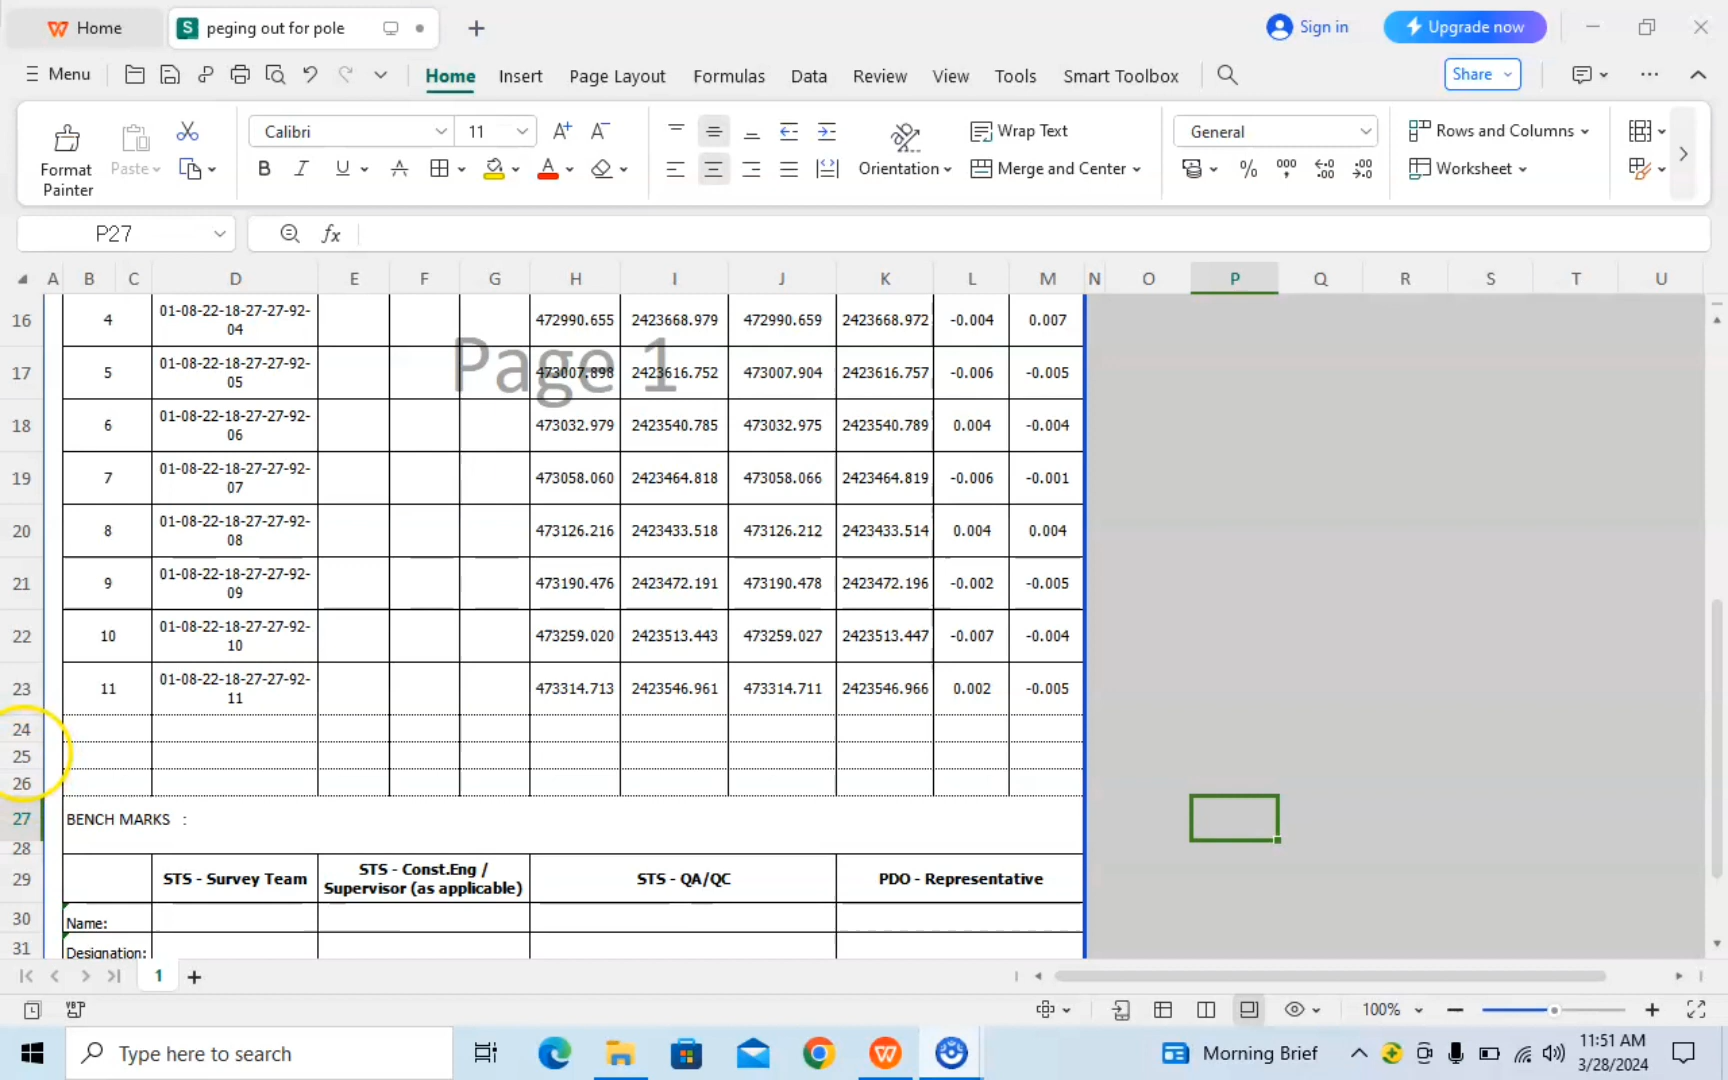 Home
peging out for pole
Sign in
Upgrade now
Menu
Home Insert Page Layout Formulas Data Review View Tools Smart Toolbox
Share
Format Painter
Paste
Calibri
11
A+ A-
B I U A A
Orientation
Wrap Text
Merge and Center
General
% 000
Rows and Columns
Worksheet
P27
fx
A B C D E F G H I J K L M N O P Q R S T U
Page 1
16 4 01-08-22-18-27-27-92-04 472990.655 2423668.979 472990.659 2423668.972 -0.004 0.007
17 5 01-08-22-18-27-27-92-05 473007.898 2423616.752 473007.904 2423616.757 -0.006 -0.005
18 6 01-08-22-18-27-27-92-06 473032.979 2423540.785 473032.975 2423540.789 0.004 -0.004
19 7 01-08-22-18-27-27-92-07 473058.060 2423464.818 473058.066 2423464.819 -0.006 -0.001
20 8 01-08-22-18-27-27-92-08 473126.216 2423433.518 473126.212 2423433.514 0.004 0.004
21 9 01-08-22-18-27-27-92-09 473190.476 2423472.191 473190.478 2423472.196 -0.002 -0.005
22 10 01-08-22-18-27-27-92-10 473259.020 2423513.443 473259.027 2423513.447 -0.007 -0.004
23 11 01-08-22-18-27-27-92-11 473314.713 2423546.961 473314.711 2423546.966 0.002 -0.005
24
25
26
27 BENCH MARKS :
28
29 STS - Survey Team STS - Const.Eng / Supervisor (as applicable) STS - QA/QC PDO - Representative
30 Name:
31 Designation:
1
100%
Type here to search
Morning Brief
11:51 AM
3/28/2024